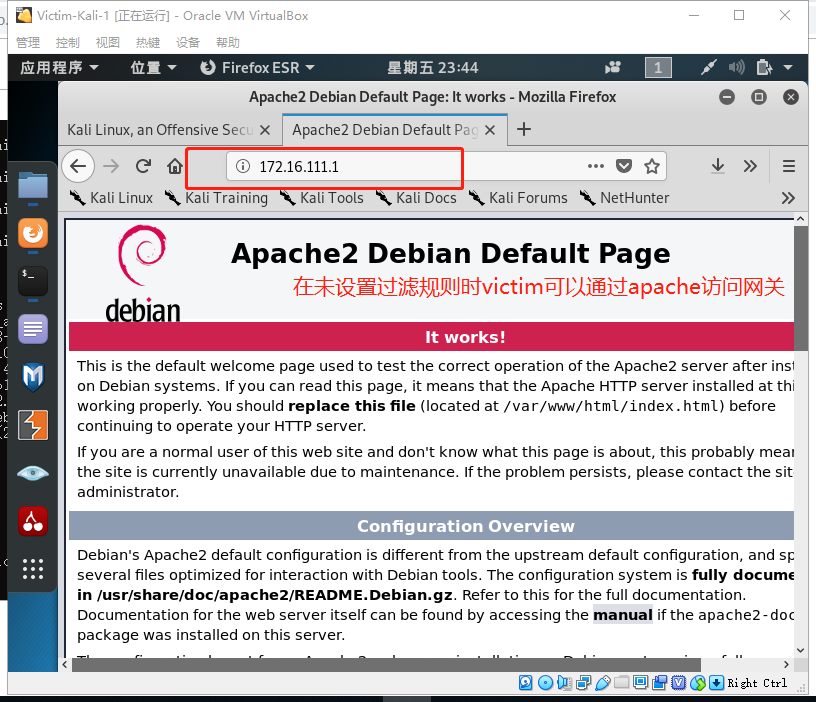 Victim-Kali-1 [正在运行] - Oracle VM VirtualBox
管理 控制 视图 热键 设备 帮助
应用程序 位置 Firefox ESR 星期五 23:44 1
Apache2 Debian Default Page: It works - Mozilla Firefox
Kali Linux, an Offensive Secu Apache2 Debian Default Pag
172.16.111.1
Kali Linux Kali Training Kali Tools Kali Docs Kali Forums NetHunter
Apache2 Debian Default Page
在未设置过滤规则时victim可以通过apache访问网关
debian
It works!
This is the default welcome page used to test the correct operation of the Apache2 server after inst
on Debian systems. If you can read this page, it means that the Apache HTTP server installed at thi
working properly. You should replace this file (located at /var/www/html/index.html) before
continuing to operate your HTTP server.
If you are a normal user of this web site and don't know what this page is about, this probably mear
the site is currently unavailable due to maintenance. If the problem persists, please contact the sit
administrator.
Configuration Overview
Debian's Apache2 default configuration is different from the upstream default configuration, and sp
several files optimized for interaction with Debian tools. The configuration system is fully docume
in /usr/share/doc/apache2/README.Debian.gz. Refer to this for the full documentation.
Documentation for the web server itself can be found by accessing the manual if the apache2-doc
package was installed on this server.
Right Ctrl